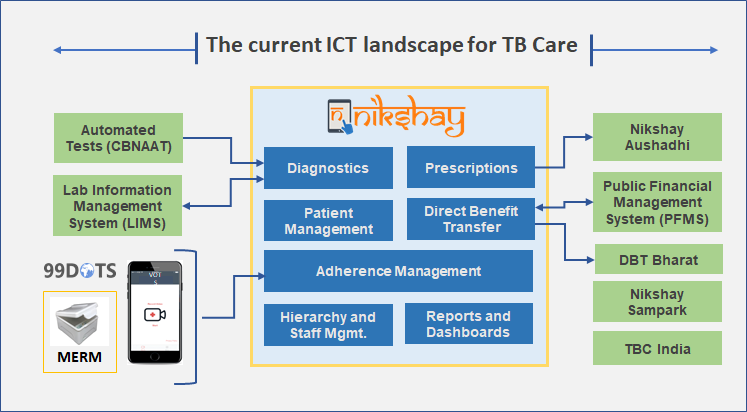 The current ICT landscape for TB Care
nikshay
Automated
Tests (CBNAAT)
Lab Information
Management
System (LIMS)
99DOTS
MERM
VOT
S
Diagnostics
Prescriptions
Patient
Management
Direct Benefit
Transfer
Adherence Management
Hierarchy and
Staff Mgmt.
Reports and
Dashboards
Nikshay
Aushadhi
Public Financial
Management
System (PFMS)
DBT Bharat
Nikshay
Sampark
TBC India